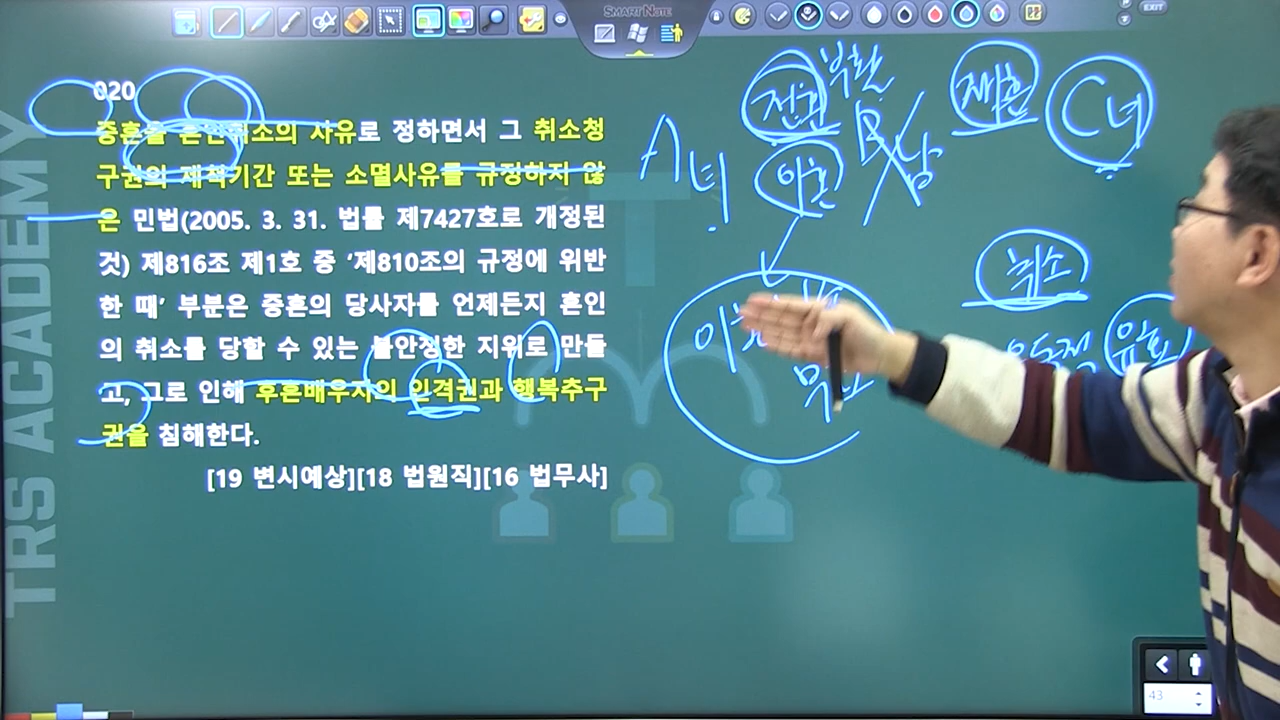 SMART NOTE
EXIT
020
중혼을 혼인취소의 사유로 정하면서 그 취소청
구권의 제척기간 또는 소멸사유를 규정하지 않
은 민법(2005. 3. 31. 법률 제7427호로 개정된
것) 제816조 제1호 중 ‘제810조의 규정에 위반
한 때’ 부분은 중혼의 당사자를 언제든지 혼인
의 취소를 당할 수 있는 불안정한 지위로 만들
고, 그로 인해 후혼배우자의 인격권과 행복추구
권을 침해한다.
[19 변시예상][18 법원직][16 법무사]
TRS ACADEMY
전혼 부활 재혼 C녀
A녀 이혼 B남
취소
유효
43